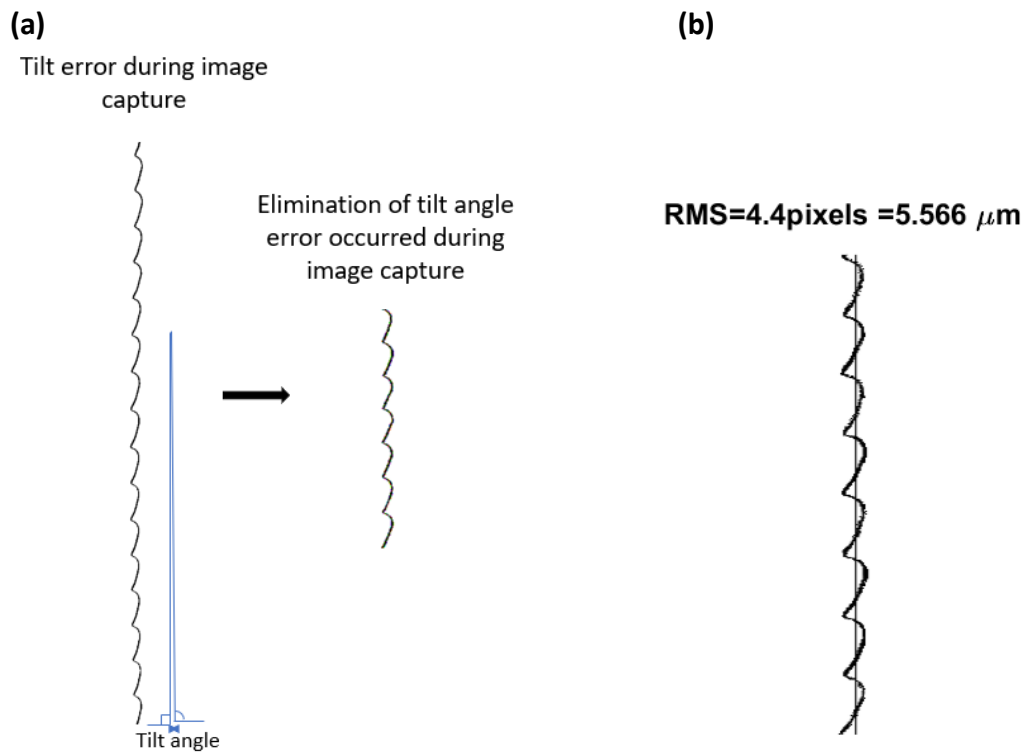 (a)
Tilt error during image
capture
Elimination of tilt angle
error occurred during
image capture
Tilt angle
(b)
RMS=4.4pixels =5.566 μm